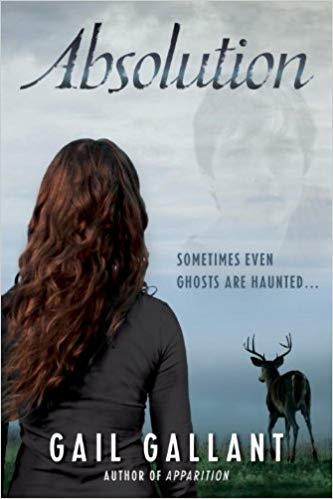 Absolution
SOMETIMES EVEN
GHOSTS ARE HAUNTED...
GAIL GALLANT
AUTHOR OF APPARITION